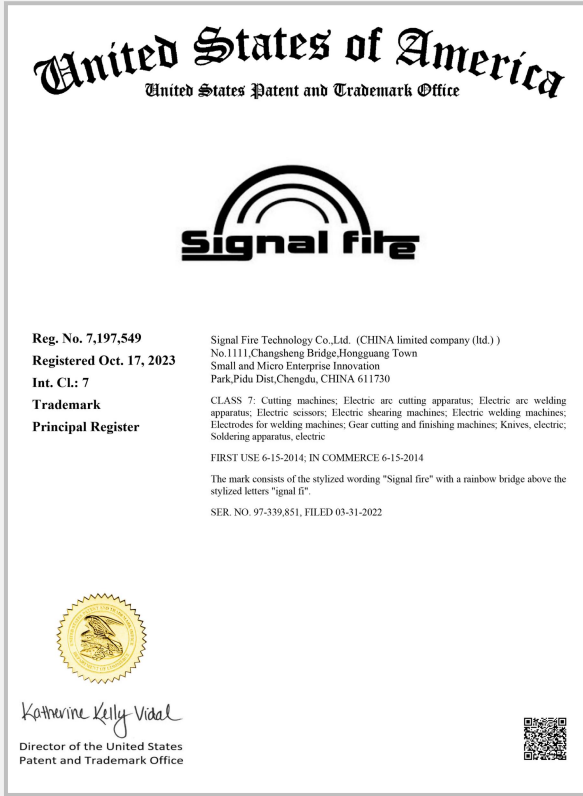 United States of America
United States Patent and Trademark Office
Signal fire
Reg. No. 7,197,549
Registered Oct. 17, 2023
Int. Cl.: 7
Trademark
Principal Register
Signal Fire Technology Co.,Ltd. (CHINA limited company (ltd.) )
No.1111,Changsheng Bridge,Hongguang Town
Small and Micro Enterprise Innovation
Park,Pidu Dist,Chengdu, CHINA 611730
CLASS 7: Cutting machines; Electric arc cutting apparatus; Electric arc welding
apparatus; Electric scissors; Electric shearing machines; Electric welding machines;
Electrodes for welding machines; Gear cutting and finishing machines; Knives, electric;
Soldering apparatus, electric
FIRST USE 6-15-2014; IN COMMERCE 6-15-2014
The mark consists of the stylized wording "Signal fire" with a rainbow bridge above the
stylized letters "ignal fi".
SER. NO. 97-339,851, FILED 03-31-2022
Katherine Kelly Vidal
Director of the United States
Patent and Trademark Office